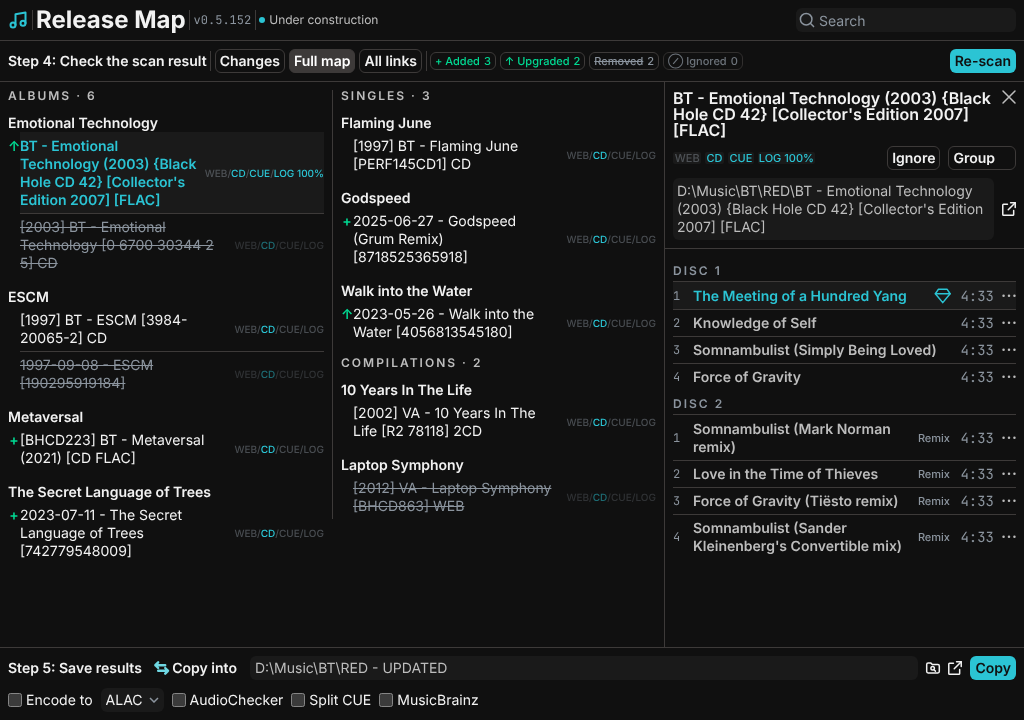 Release Map v0.5.152 Under construction Search
Step 4: Check the scan result Changes Full map All links + Added 3 ↑ Upgraded 2 Removed 2 Ignored 0 Re-scan
ALBUMS · 6
Emotional Technology
↑BT - Emotional
Technology (2003) {Black
Hole CD 42} [Collector's
Edition 2007] [FLAC]
WEB/CD/CUE/LOG 100%
[2003] BT - Emotional
Technology [0 6700 30344 2
5] CD
WEB/CD/CUE/LOG
ESCM
[1997] BT - ESCM [3984-
20065-2] CD
WEB/CD/CUE/LOG
1997-09-08 - ESCM
[190295919184]
WEB/CD/CUE/LOG
Metaversal
+[BHCD223] BT - Metaversal
(2021) [CD FLAC]
WEB/CD/CUE/LOG
The Secret Language of Trees
+2023-07-11 - The Secret
Language of Trees
[742779548009]
WEB/CD/CUE/LOG
SINGLES · 3
Flaming June
[1997] BT - Flaming June
[PERF145CD1] CD
WEB/CD/CUE/LOG
Godspeed
+2025-06-27 - Godspeed
(Grum Remix)
[8718525365918]
WEB/CD/CUE/LOG
Walk into the Water
↑2023-05-26 - Walk into the
Water [4056813545180]
WEB/CD/CUE/LOG
COMPILATIONS · 2
10 Years In The Life
[2002] VA - 10 Years In The
Life [R2 78118] 2CD
WEB/CD/CUE/LOG
Laptop Symphony
[2012] VA - Laptop Symphony
[BHCD863] WEB
WEB/CD/CUE/LOG
BT - Emotional Technology (2003) {Black
Hole CD 42} [Collector's Edition 2007]
[FLAC]
WEB CD CUE LOG 100% Ignore Group
D:\Music\BT\RED\BT - Emotional Technology
(2003) {Black Hole CD 42} [Collector's Edition
2007] [FLAC]
DISC 1
1 The Meeting of a Hundred Yang 4:33
2 Knowledge of Self 4:33
3 Somnambulist (Simply Being Loved) 4:33
4 Force of Gravity 4:33
DISC 2
1 Somnambulist (Mark Norman
remix) Remix 4:33
2 Love in the Time of Thieves Remix 4:33
3 Force of Gravity (Tiësto remix) Remix 4:33
4 Somnambulist (Sander
Kleinenberg's Convertible mix) Remix 4:33
Step 5: Save results Copy into D:\Music\BT\RED - UPDATED Copy
Encode to ALAC AudioChecker Split CUE MusicBrainz